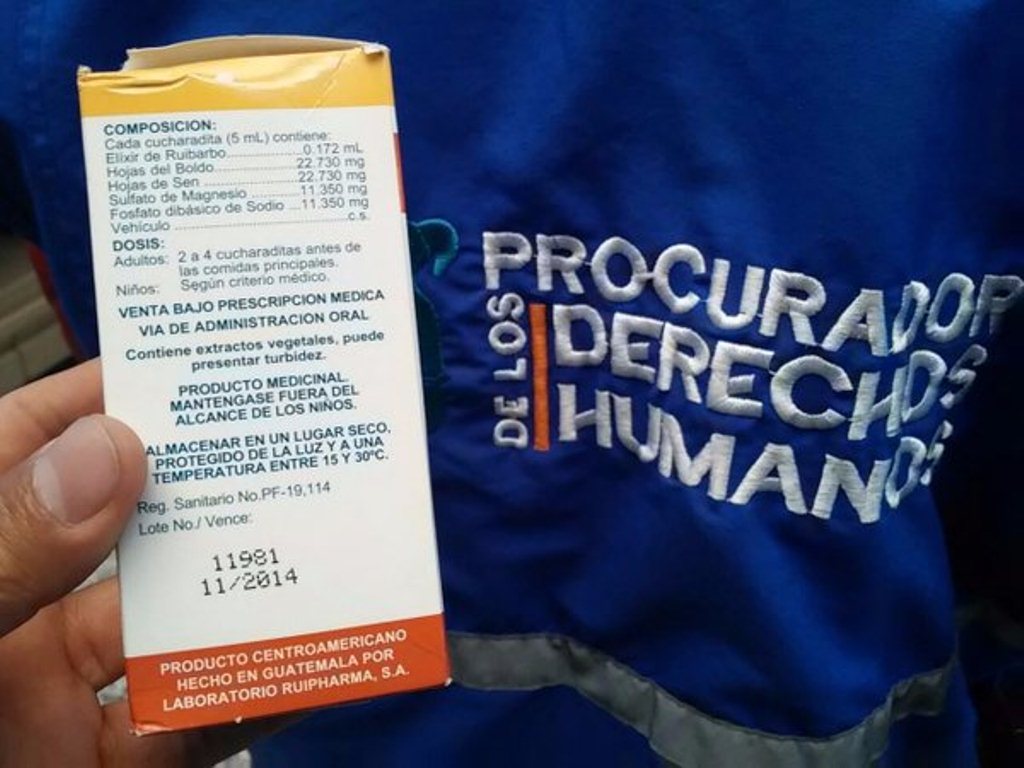 COMPOSICION:
Cada cucharadita (5 mL) contiene:
Elíxir de Ruibarbo....................0.172 mL
Hojas del Boldo....................22.730 mg
Hojas de Sen ....................22.730 mg
Sulfato de Magnesio ............11.350 mg
Fosfato dibásico de Sodio ...11.350 mg
Vehículo ....................c.s.
DOSIS:
Adultos: 2 a 4 cucharaditas antes de
las comidas principales.
Niños: Según criterio médico.
VENTA BAJO PRESCRIPCION MEDICA
VIA DE ADMINISTRACION ORAL
Contiene extractos vegetales, puede
presentar turbidez.
PRODUCTO MEDICINAL
MANTENGASE FUERA DEL
ALCANCE DE LOS NIÑOS.
ALMACENAR EN UN LUGAR SECO,
PROTEGIDO DE LA LUZ Y A UNA
TEMPERATURA ENTRE 15 Y 30ºC.
Reg. Sanitario No.PF-19,114
Lote No./ Vence:
11981
11/2014
PRODUCTO CENTROAMERICANO
HECHO EN GUATEMALA POR
LABORATORIO RUIPHARMA, S.A.
PROCURADOR
DE LOS
DERECHOS
HUMANOS